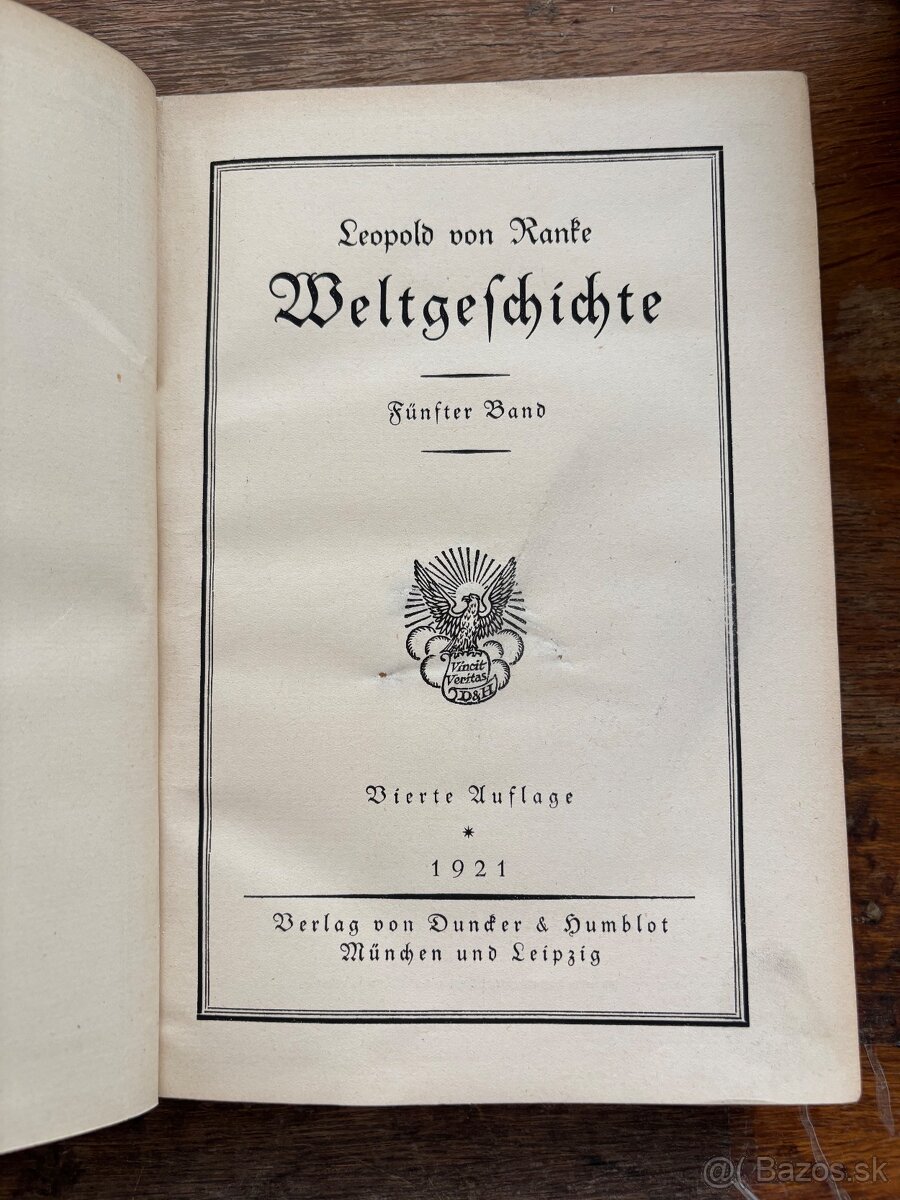 Leopold von Ranke
Weltgeſchichte
Fünfter Band
Vincit
Veritas
D&H
Vierte Auflage
*
1921
Verlag von Duncker & Humblot
München und Leipzig
@( Bazos.sk